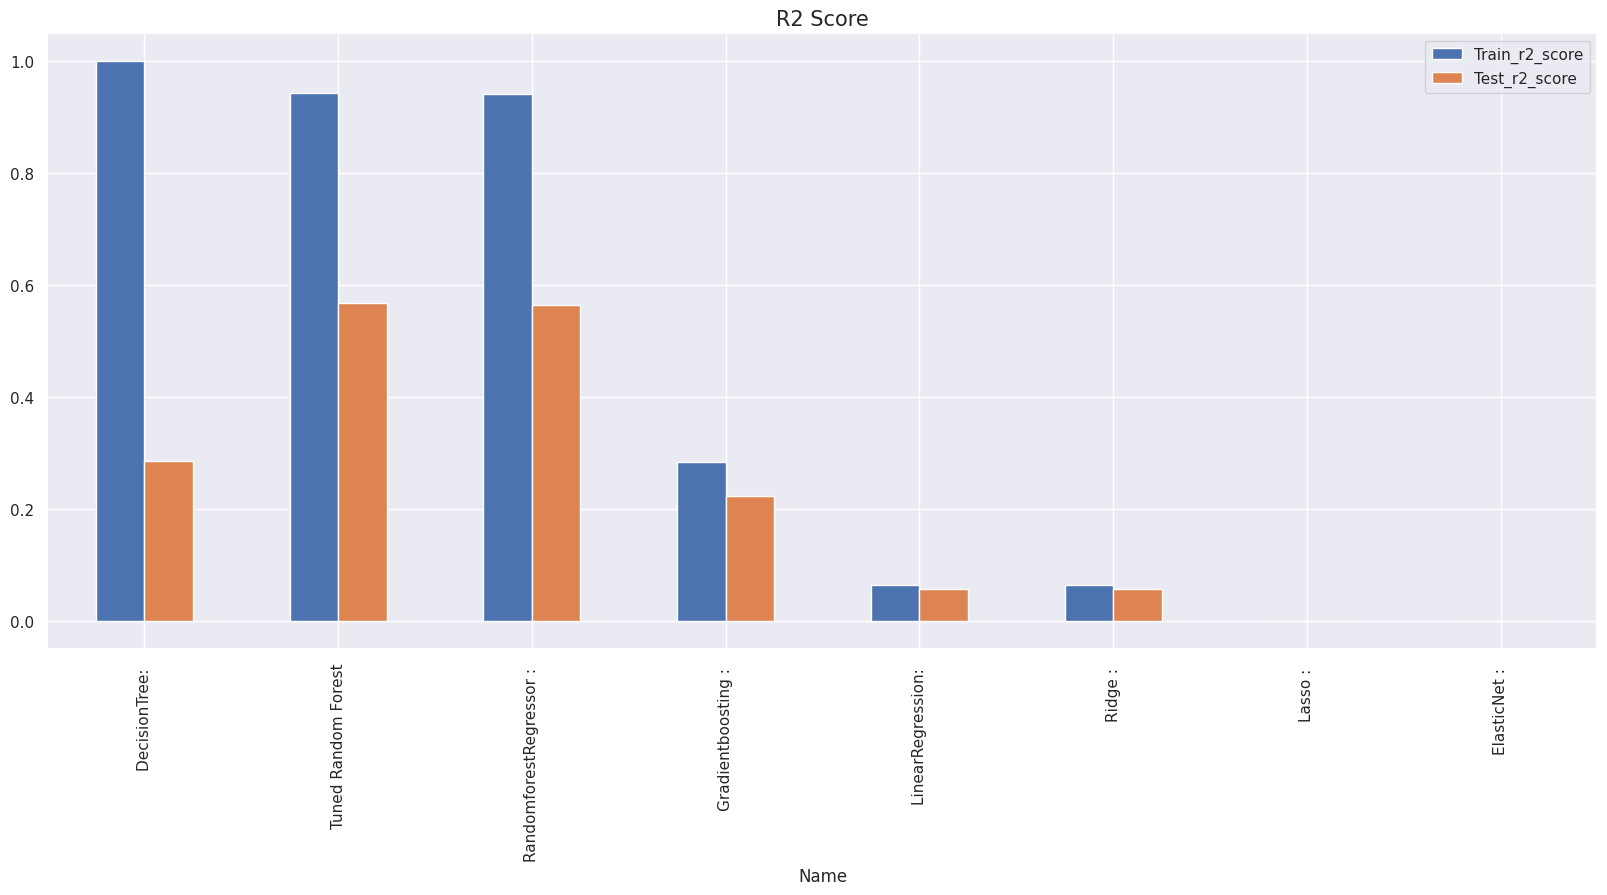 R2 Score
Train_r2_score
Test_r2_score
1.0
0.8
0.6
0.4
0.2
0.0
DecisionTree:
Tuned Random Forest
RandomforestRegressor :
Gradientboosting :
LinearRegression:
Ridge :
Lasso :
ElasticNet :
Name